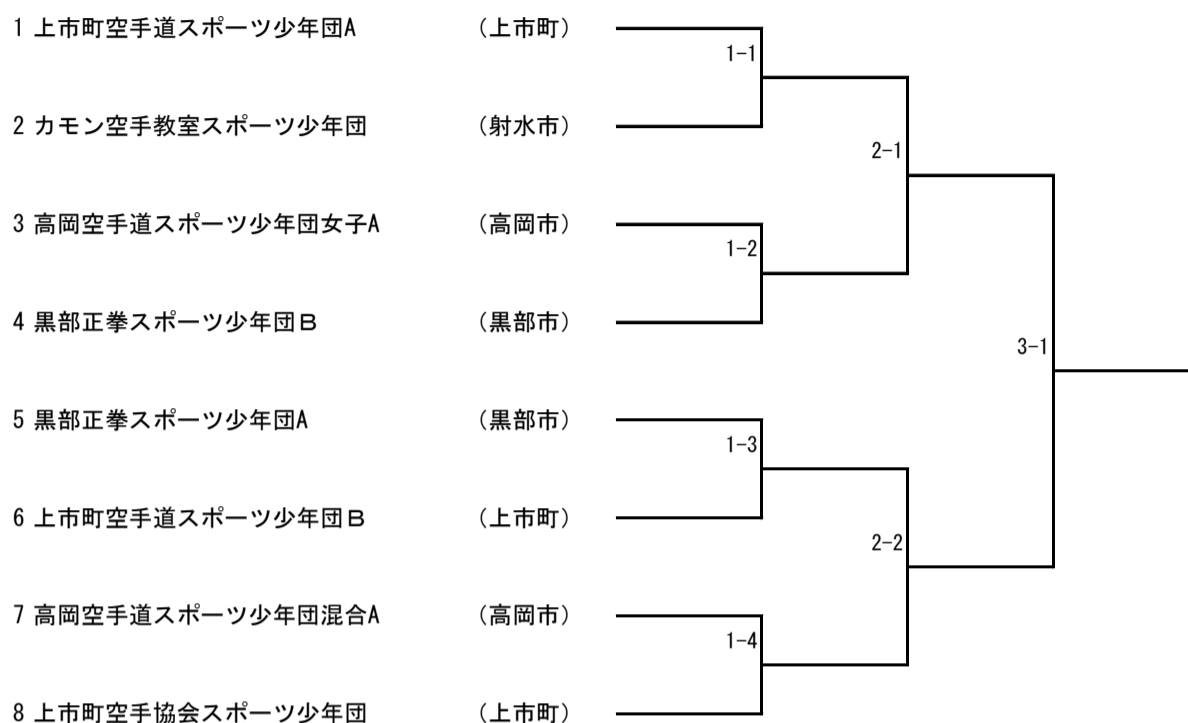 1 上市町空手道スポーツ少年団A （上市町）
1-1
2 カモン空手教室スポーツ少年団 （射水市）
2-1
3 高岡空手道スポーツ少年団女子A （高岡市）
1-2
4 黒部正拳スポーツ少年団Ｂ （黒部市）
3-1
5 黒部正拳スポーツ少年団A （黒部市）
1-3
6 上市町空手道スポーツ少年団Ｂ （上市町）
2-2
7 高岡空手道スポーツ少年団混合A （高岡市）
1-4
8 上市町空手協会スポーツ少年団 （上市町）